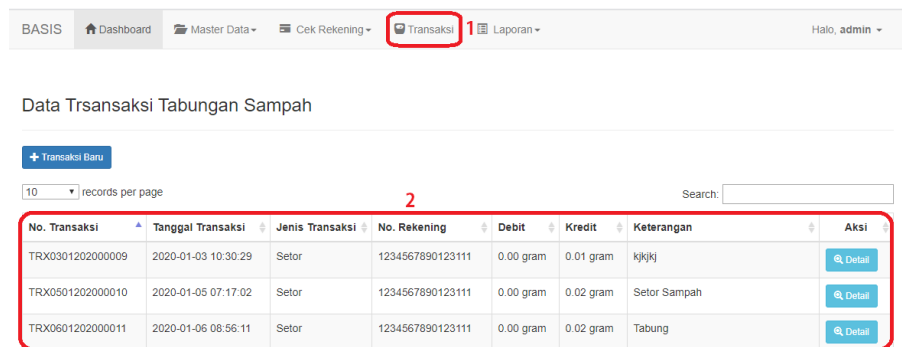 BASIS Dashboard Master Data Cek Rekening Transaksi 1 Laporan Halo, admin
Data Trsansaksi Tabungan Sampah
+ Transaksi Baru
10 records per page Search:
2
No. Transaksi Tanggal Transaksi Jenis Transaksi No. Rekening Debit Kredit Keterangan Aksi
TRX0301202000009 2020-01-03 10:30:29 Setor 1234567890123111 0.00 gram 0.01 gram kjkjkj Detail
TRX0501202000010 2020-01-05 07:17:02 Setor 1234567890123111 0.00 gram 0.02 gram Setor Sampah Detail
TRX0601202000011 2020-01-06 08:56:11 Setor 1234567890123111 0.00 gram 0.02 gram Tabung Detail